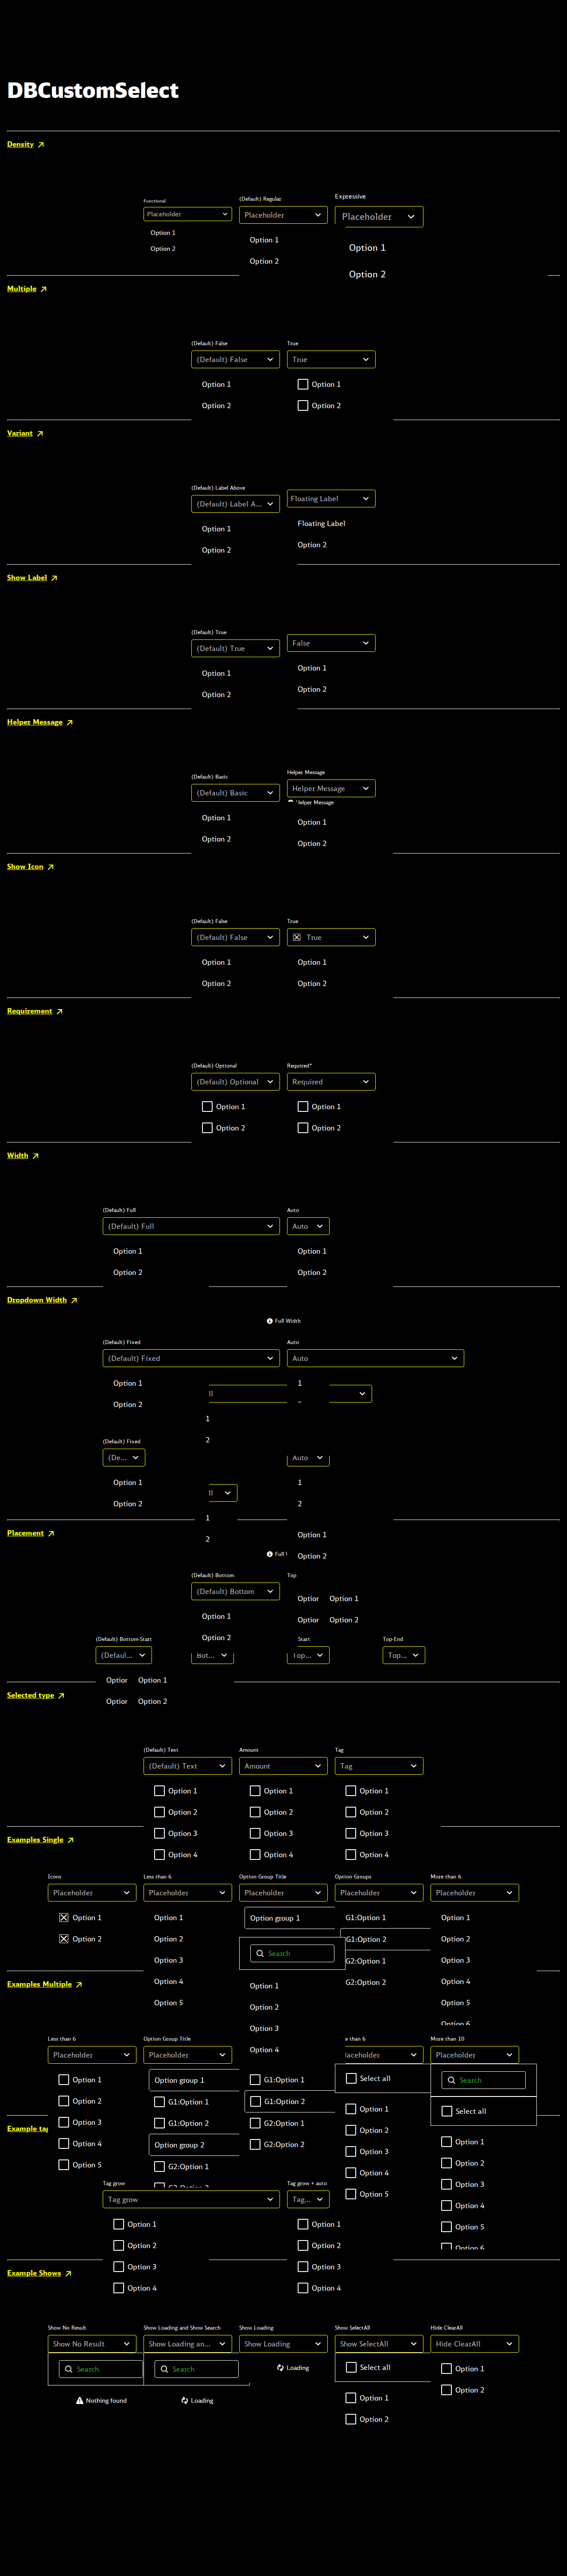 DBCustomSelect
Density
Functional
(Default) Regular
Expressive
Placeholder
Placeholder
Placeholder
Option 1
Option 1
Option 1
Option 2
Option 2
Option 2
Multiple
(Default) False
True
(Default) False
True
Option 1
Option 1
Option 2
Option 2
Variant
(Default) Label Above
(Default) Label A...
Floating Label
Option 1
Floating Label
Option 2
Option 2
Show Label
(Default) True
(Default) True
False
Option 1
Option 1
Option 2
Option 2
Helper Message
(Default) Basic
Helper Message
(Default) Basic
Helper Message
Helper Message
Option 1
Option 1
Option 2
Option 2
Show Icon
(Default) False
True
(Default) False
True
Option 1
Option 1
Option 2
Option 2
Requirement
(Default) Optional
Required*
(Default) Optional
Required
Option 1
Option 1
Option 2
Option 2
Width
(Default) Full
Auto
(Default) Full
Auto
Option 1
Option 1
Option 2
Option 2
Dropdown Width
Full Width
(Default) Fixed
Auto
(Default) Fixed
Auto
Option 1
1
Option 2
ll
1
2
(Default) Fixed
(De...
Auto
Option 1
1
ll
Option 2
2
1
Placement
Option 1
2
Option 2
Full
(Default) Bottom
Top
(Default) Bottom
Option 1
Option 1
Option 2
Option 2
(Default) Bottom-Start
Start
Top-End
(Defaul...
Bot...
Top...
Top...
Option 1
Selected type
Option 2
(Default) Text
Amount
Tag
(Default) Text
Amount
Tag
Option 1
Option 1
Option 1
Option 2
Option 2
Option 2
Option 3
Option 3
Option 3
Examples Single
Option 4
Option 4
Option 4
Icons
Less than 6
Option Group Title
Option Groups
More than 6
Placeholder
Placeholder
Placeholder
Placeholder
Placeholder
Option 1
Option 1
Option group 1
G1:Option 1
Option 1
Option 2
Option 2
G1:Option 2
Option 2
Search
Option 3
G2:Option 1
Option 3
Examples Multiple
Option 4
Option 1
G2:Option 2
Option 4
Option 5
Option 2
Option 5
Option 3
Option 6
Less than 6
Option Group Title
e than 6
More than 10
Option 4
Placeholder
Placeholder
laceholder
Placeholder
Option 1
Option group 1
G1:Option 1
Select all
Search
Option 2
G1:Option 2
G1:Option 2
Option 1
Select all
Option 3
G1:Option 2
G2:Option 1
Option 2
Example tag
Option 4
Option group 2
G2:Option 2
Option 3
Option 1
Option 5
G2:Option 1
Option 4
Option 2
Tag grow
Tag grow + auto
Option 5
Option 3
Tag grow
Tag...
Option 4
Option 1
Option 1
Option 5
Option 2
Option 2
Option 6
Option 3
Option 3
Example Shows
Option 4
Option 4
Show No Result
Show Loading and Show Search
Show Loading
Show SelectAll
Hide ClearAll
Show No Result
Show Loading an...
Show Loading
Show SelectAll
Hide ClearAll
Search
Search
Loading
Select all
Option 1
Option 2
Nothing found
Loading
Option 1
Option 2